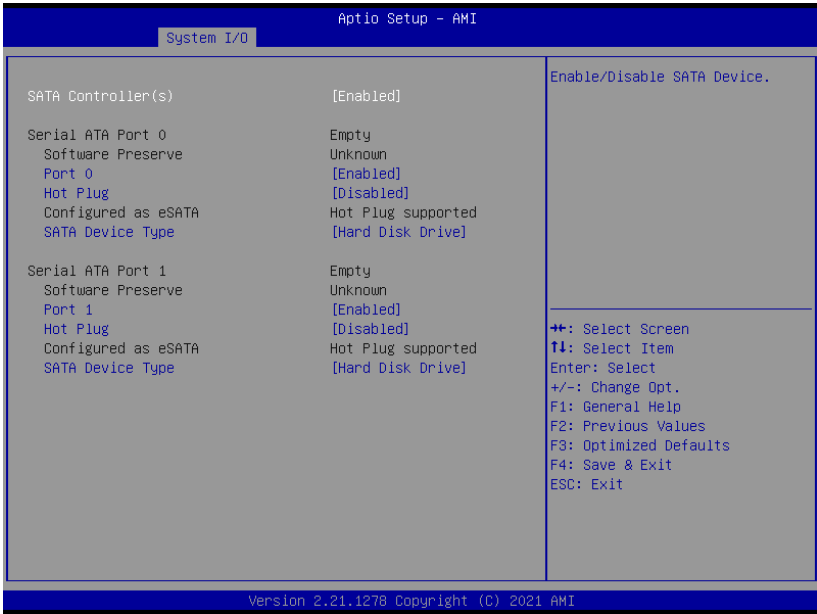 Aptio Setup – AMI
System I/O
SATA Controller(s) [Enabled]
Serial ATA Port 0 Empty
Software Preserve Unknown
Port 0 [Enabled]
Hot Plug [Disabled]
Configured as eSATA Hot Plug supported
SATA Device Type [Hard Disk Drive]
Serial ATA Port 1 Empty
Software Preserve Unknown
Port 1 [Enabled]
Hot Plug [Disabled]
Configured as eSATA Hot Plug supported
SATA Device Type [Hard Disk Drive]
Enable/Disable SATA Device.
→←: Select Screen
↑↓: Select Item
Enter: Select
+/-: Change Opt.
F1: General Help
F2: Previous Values
F3: Optimized Defaults
F4: Save & Exit
ESC: Exit
Version 2.21.1278 Copyright (C) 2021 AMI